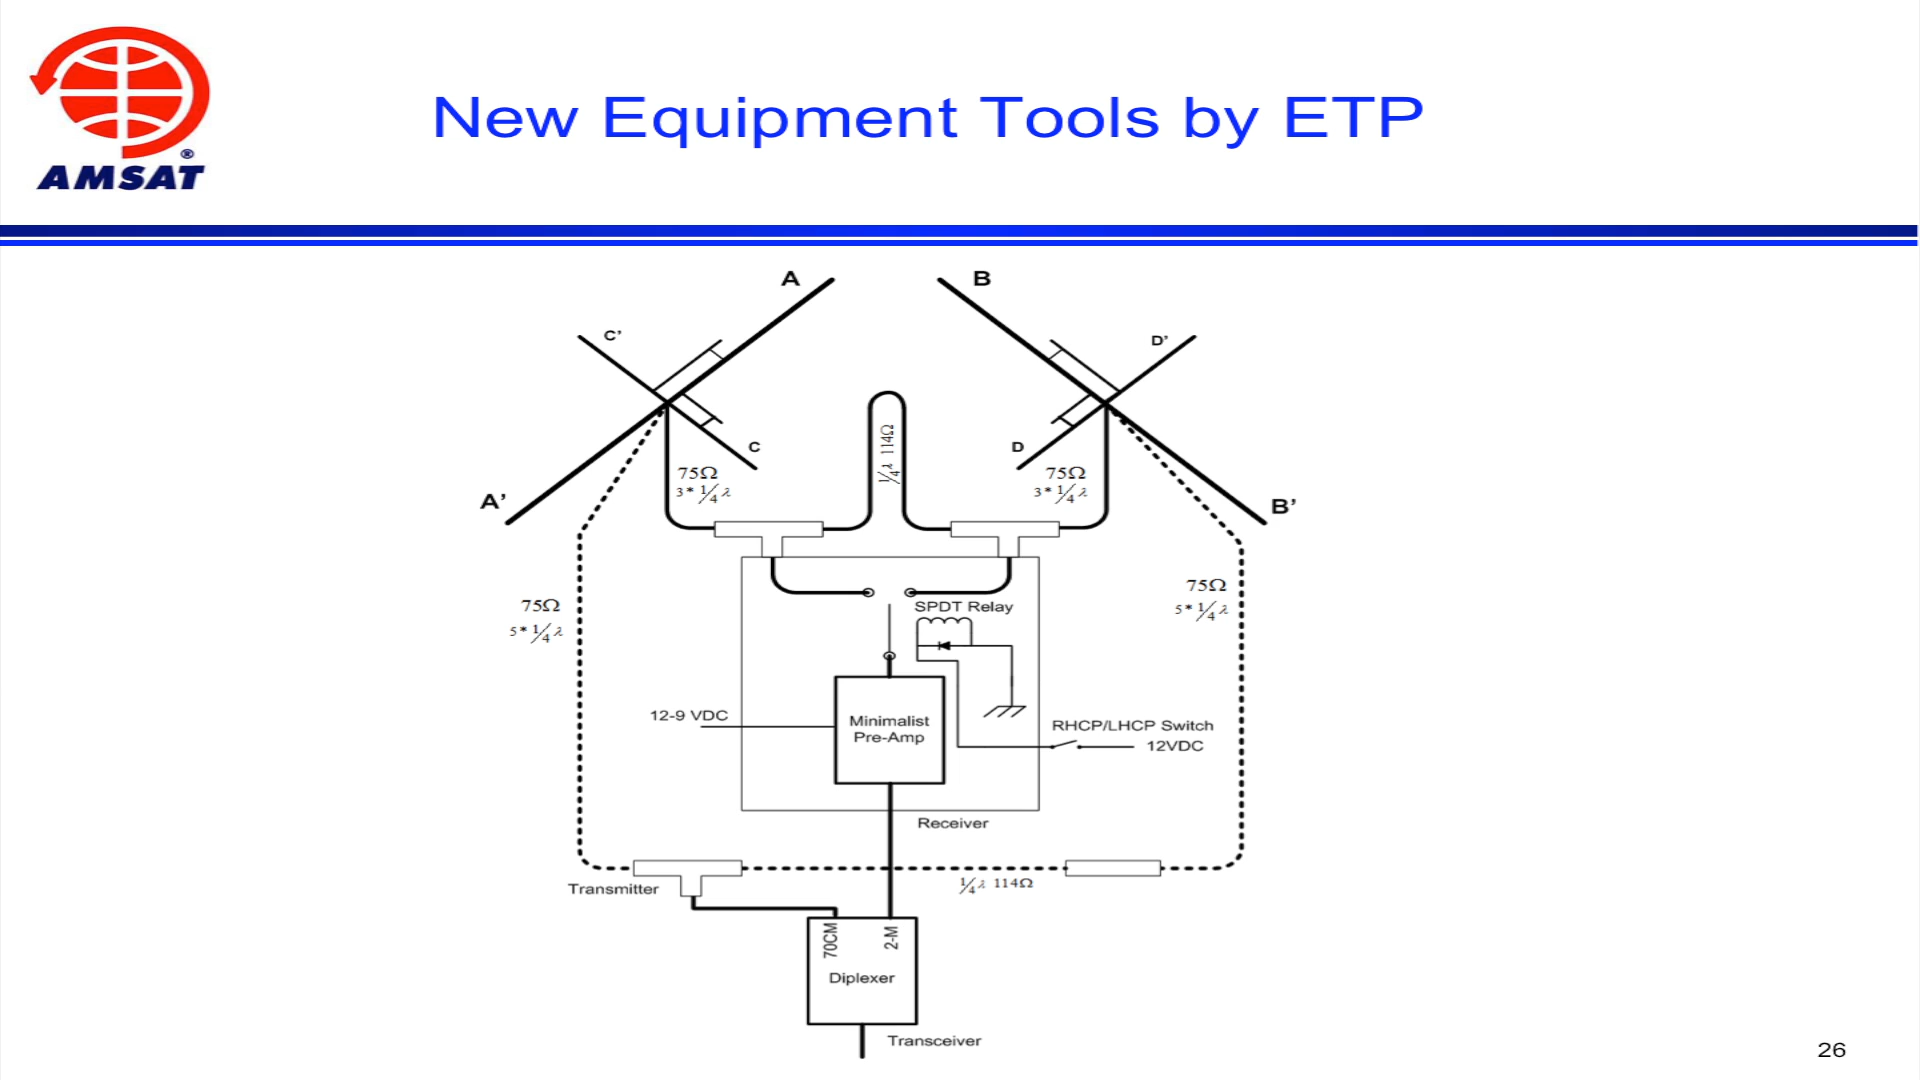 ®
AMSAT
New Equipment Tools by ETP
A
B
C'
D'
C
D
A'
B'
75Ω
3 * 1/4 λ
1/4 λ 114Ω
75Ω
3 * 1/4 λ
75Ω
5 * 1/4 λ
75Ω
5 * 1/4 λ
SPDT Relay
12-9 VDC
Minimalist
Pre-Amp
RHCP/LHCP Switch
12VDC
Receiver
Transmitter
1/4 λ 114Ω
70CM
2-M
Diplexer
Transceiver
26